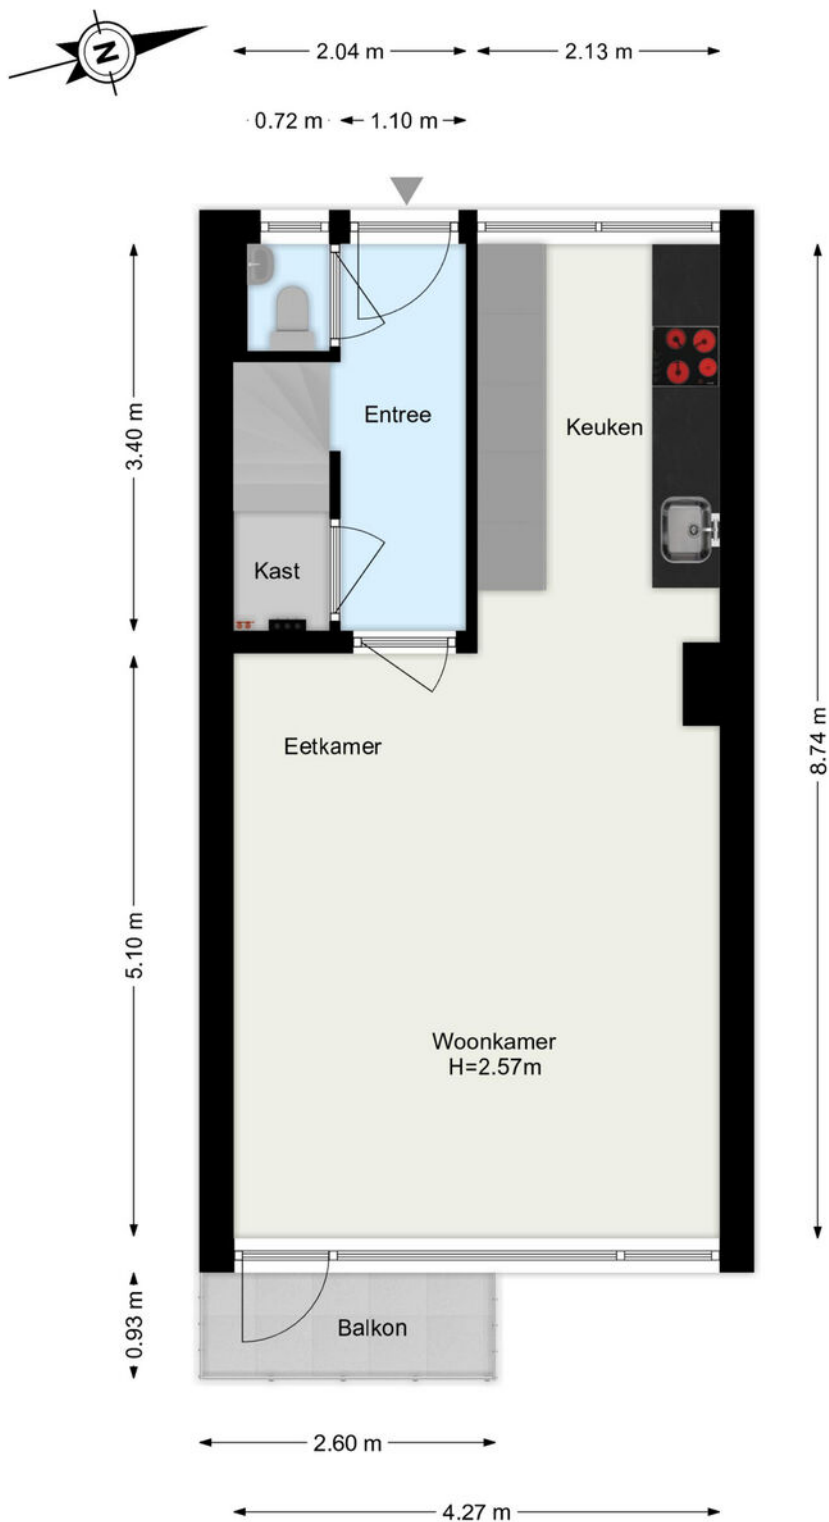 N
2.04 m
2.13 m
0.72 m
1.10 m
3.40 m
Entree
Keuken
Kast
8.74 m
Eetkamer
5.10 m
Woonkamer
H=2.57m
0.93 m
Balkon
2.60 m
4.27 m